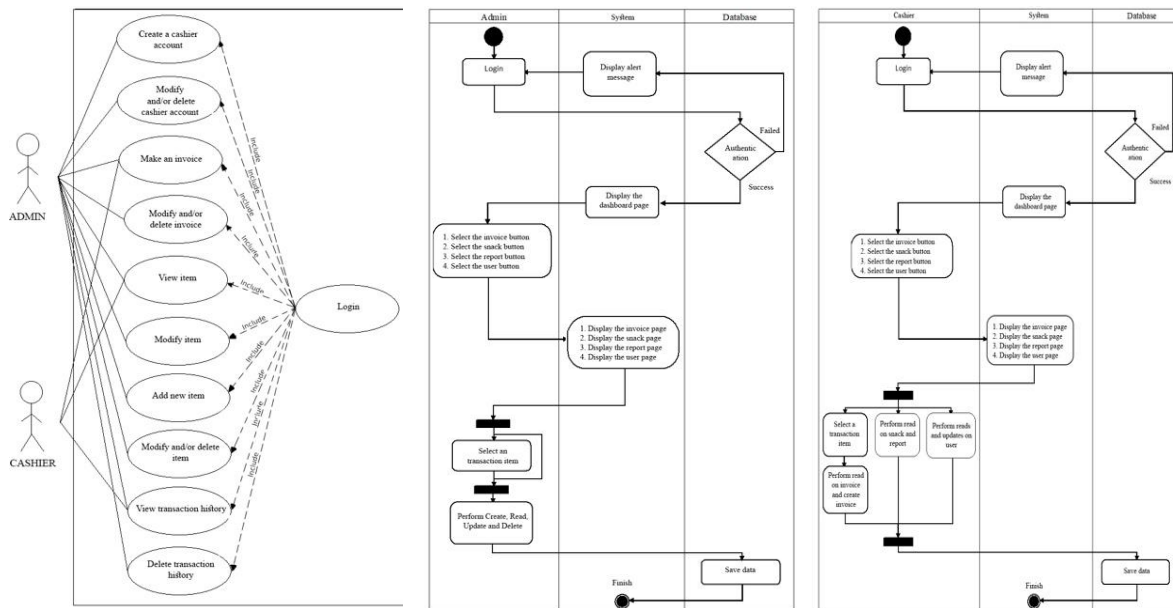 Create a cashier
account
Modify
and/or delete
cashier account
Make an invoice
Modify and/or
delete invoice
View item
Modify item
Add new item
Modify and/or delete
item
View transaction history
Delete transaction
history
ADMIN
CASHIER
Login
Include
Include
Include
Include
Include
Include
Include
Include
Include
Include
Admin
System
Database
Login
Display alert
message
Failed
Authentic
ation
Success
Display the
dashboard page
1. Select the invoice button
2. Select the snack button
3. Select the report button
4. Select the user button
1. Display the invoice page
2. Display the snack page
3. Display the report page
4. Display the user page
Select an
transaction item
Perform Create, Read,
Update and Delete
Save data
Finish
Cashier
System
Database
Login
Display alert
message
Failed
Authentic
ation
Success
Display the
dashboard page
1. Select the invoice button
2. Select the snack button
3. Select the report button
4. Select the user button
1. Display the invoice page
2. Display the snack page
3. Display the report page
4. Display the user page
Select a
transaction
item
Perform read
on snack and
report
Perform reads
and updates on
user
Perform read
on invoice
and create
invoice
Save data
Finish